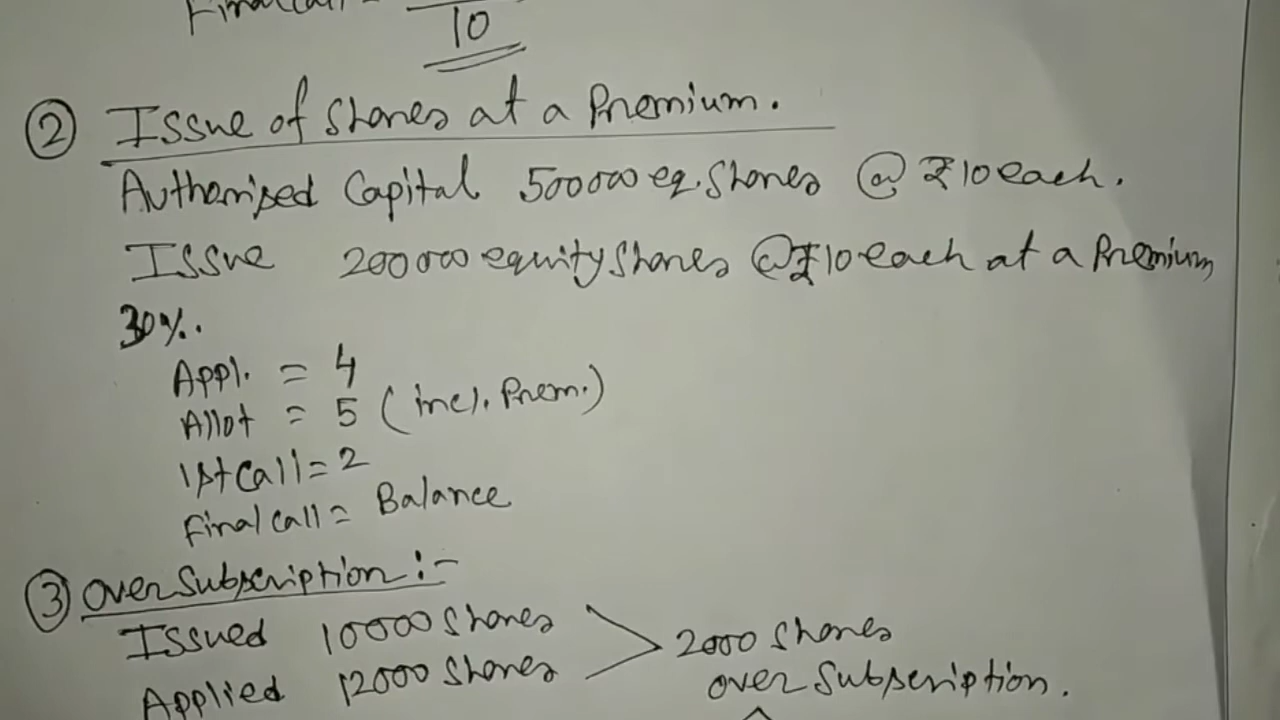 Final Call =
10
② Issue of Shares at a Premium.
Authorised Capital 500000 eq. Shares @ ₹10 each.
Issue 200000 equity Shares @ ₹10 each at a Premium
30%.
Appl. = 4
Allot = 5 (incl. Prem.)
1st Call = 2
Final call = Balance
③ Over Subscription :-
Issued 10000 Shares
2000 Shares
Applied 12000 Shares
over Subscription.